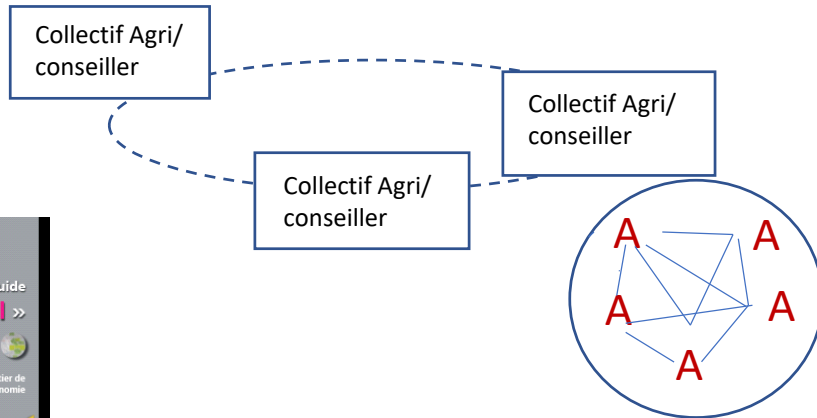 Collectif Agri/
conseiller
Collectif Agri/
conseiller
Collectif Agri/
conseiller
A
A
A
A
A
uide
l »
tier de
nomie